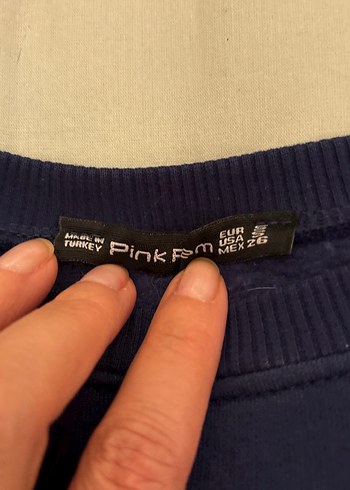 MADE IN
TURKEY
Pink
EUR
USA
MEX 26